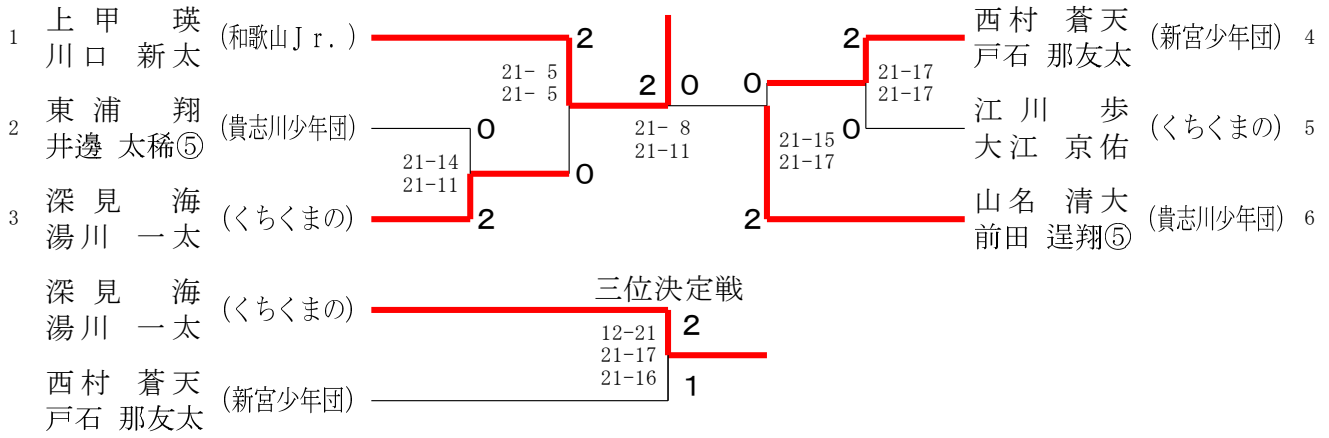 1 上甲 瑛 (和歌山Jr.)
川口 新太
2 東浦 翔 (貴志川少年団)
井邊 太稀⑤
3 深見 海 (くちくまの)
湯川 一太
2
21- 5
21- 5
0
21-14
21-11
2
0
2 0
21- 8
21-11
2
21-17
21-17
0
0
21-15
21-17
2
西村 蒼天 (新宮少年団) 4
戸石 那友太
江川 歩 (くちくまの) 5
大江 京佑
山名 清大 (貴志川少年団) 6
前田 逞翔⑤
三位決定戦
深見 海 (くちくまの)
湯川 一太
西村 蒼天 (新宮少年団)
戸石 那友太
2
12-21
21-17
21-16
1